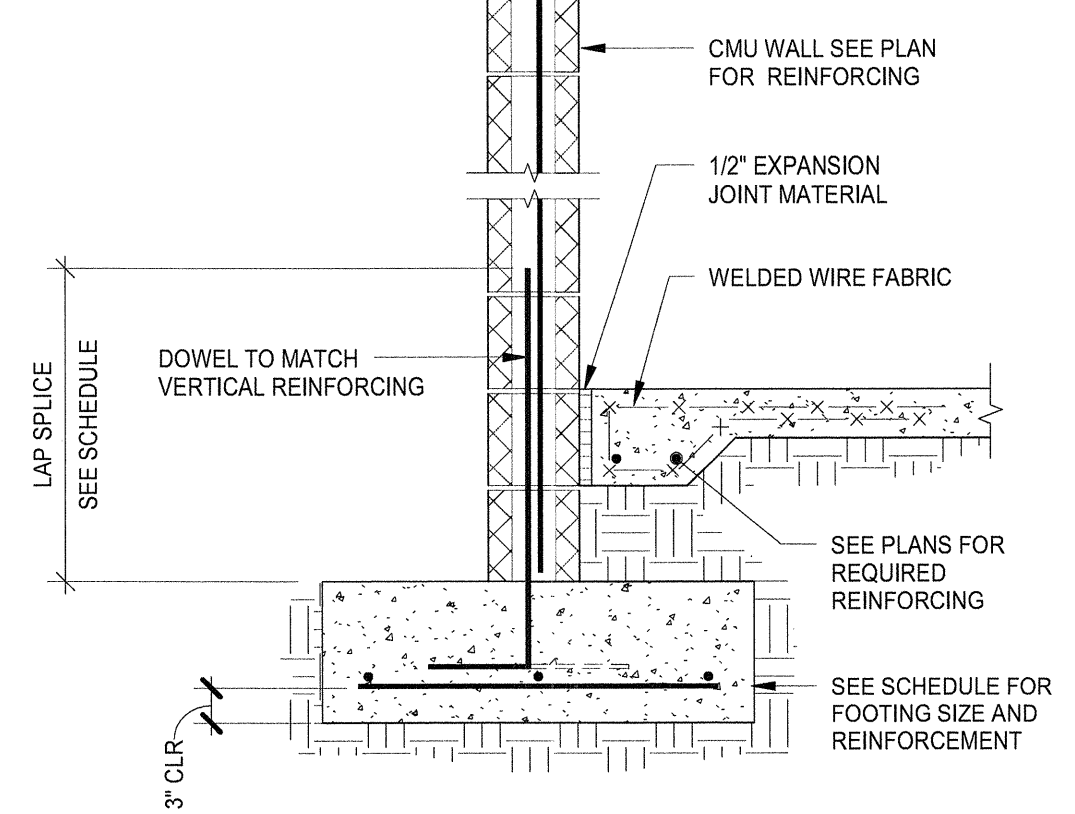 CMU WALL SEE PLAN
FOR REINFORCING
1/2" EXPANSION
JOINT MATERIAL
WELDED WIRE FABRIC
DOWEL TO MATCH
VERTICAL REINFORCING
LAP SPLICE
SEE SCHEDULE
SEE PLANS FOR
REQUIRED
REINFORCING
SEE SCHEDULE FOR
FOOTING SIZE AND
REINFORCEMENT
3" CLR